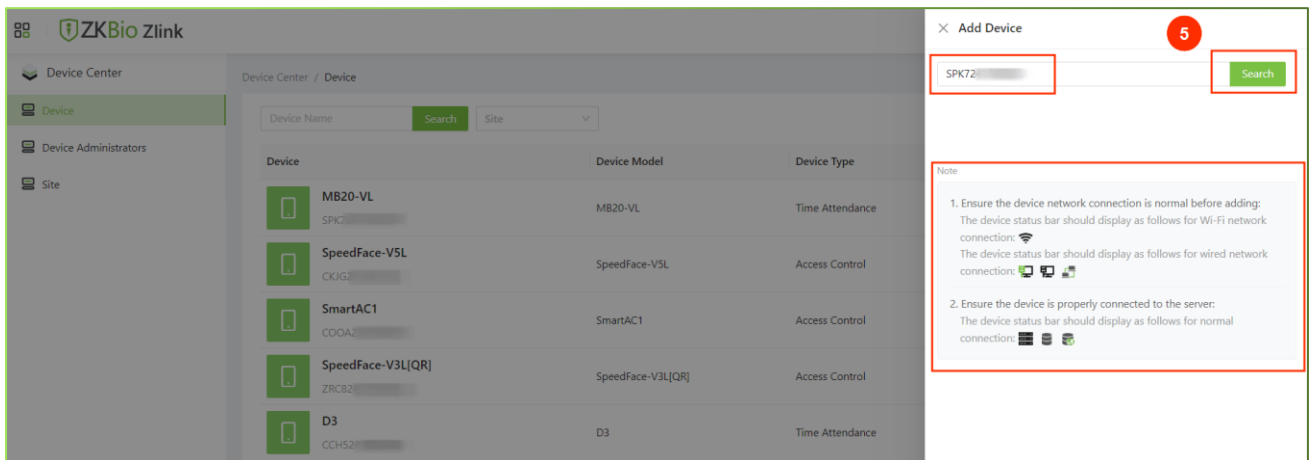 ZKBio Zlink
Device Center
Device
Device Administrators
Site
Device Center / Device
Device Name Search Site
Device Device Model Device Type
MB20-VL
SPK
MB20-VL Time Attendance
SpeedFace-V5L
CKJG2
SpeedFace-V5L Access Control
SmartAC1
CDOA2
SmartAC1 Access Control
SpeedFace-V3L[QR]
ZRCB2
SpeedFace-V3L[QR] Access Control
D3
CCH52
D3 Time Attendance
Add Device
5
SPK72
Search
Note
1. Ensure the device network connection is normal before adding:
The device status bar should display as follows for Wi-Fi network
connection:
The device status bar should display as follows for wired network
connection:
2. Ensure the device is properly connected to the server:
The device status bar should display as follows for normal
connection: